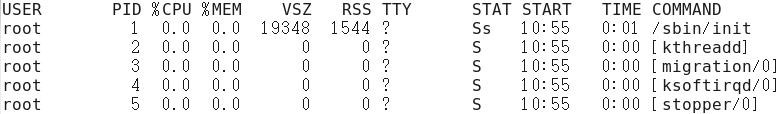 USER PID %CPU %MEM VSZ RSS TTY STAT START TIME COMMAND
root 1 0.0 0.0 19348 1544 ? Ss 10:55 0:01 /sbin/init
root 2 0.0 0.0 0 0 ? S 10:55 0:00 [kthreadd]
root 3 0.0 0.0 0 0 ? S 10:55 0:00 [migration/0]
root 4 0.0 0.0 0 0 ? S 10:55 0:00 [ksoftirqd/0]
root 5 0.0 0.0 0 0 ? S 10:55 0:00 [stopper/0]